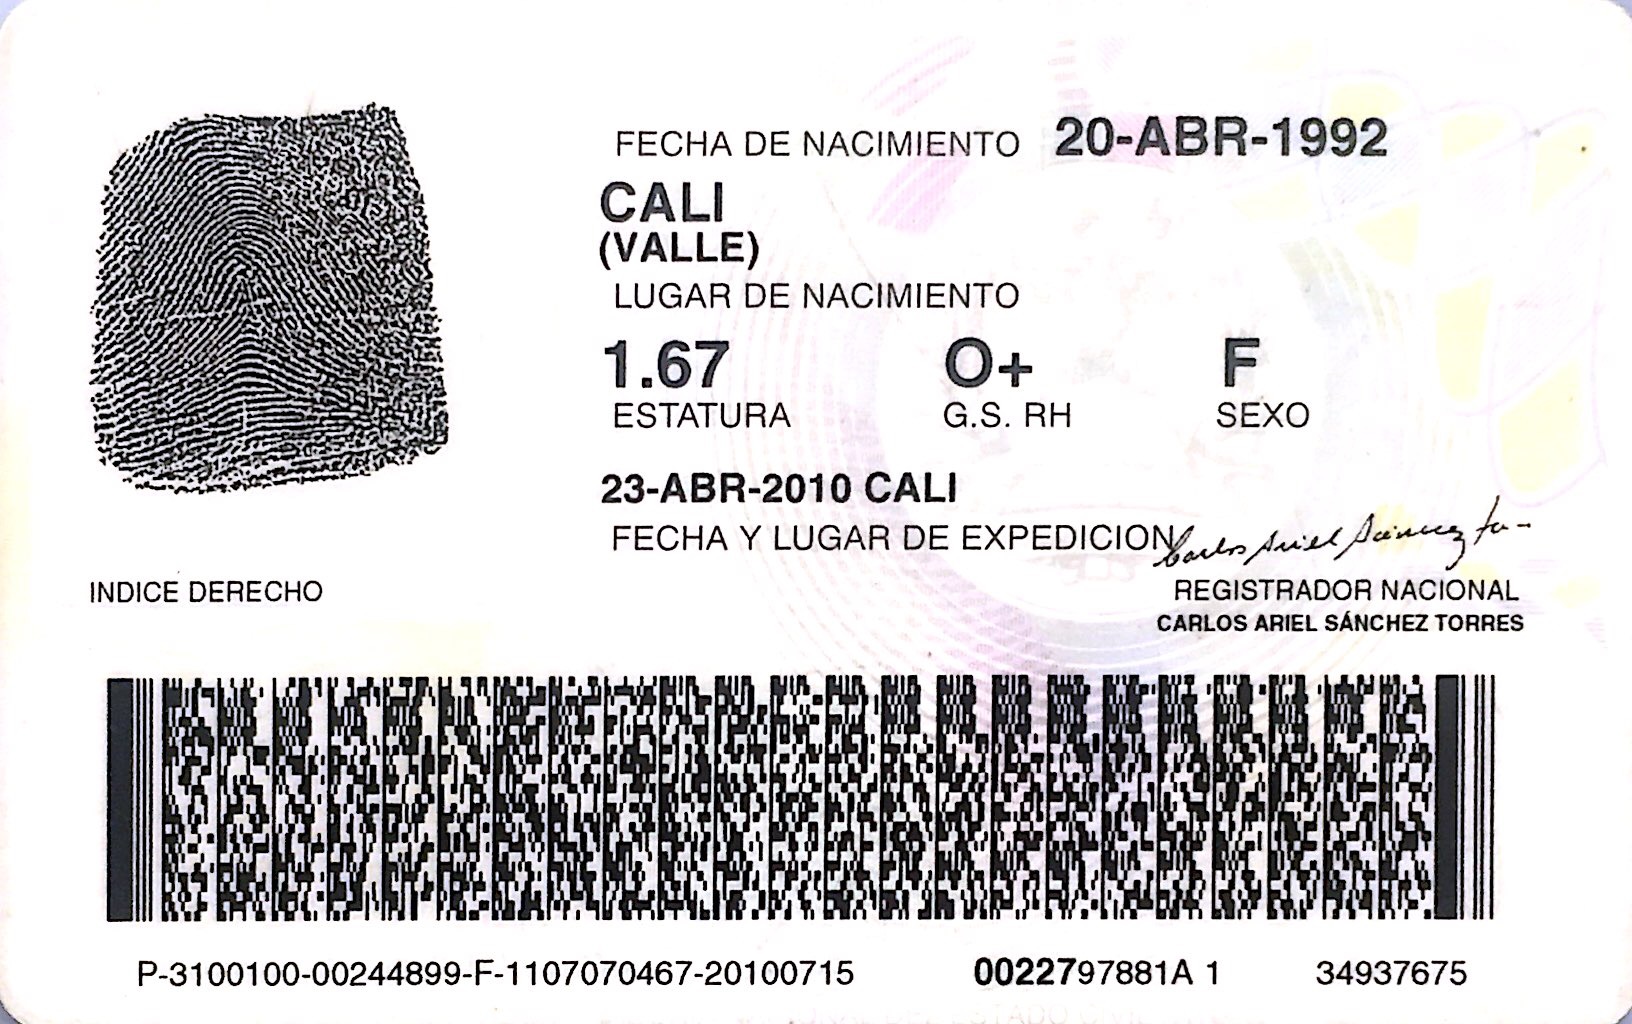 FECHA DE NACIMIENTO 20-ABR-1992
CALI
(VALLE)
LUGAR DE NACIMIENTO
1.67 O+ F
ESTATURA G.S. RH SEXO
23-ABR-2010 CALI
FECHA Y LUGAR DE EXPEDICION
Carlos Ariel Sánchez To-
INDICE DERECHO
REGISTRADOR NACIONAL
CARLOS ARIEL SÁNCHEZ TORRES
P-3100100-00244899-F-1107070467-20100715 0022797881A 1 34937675